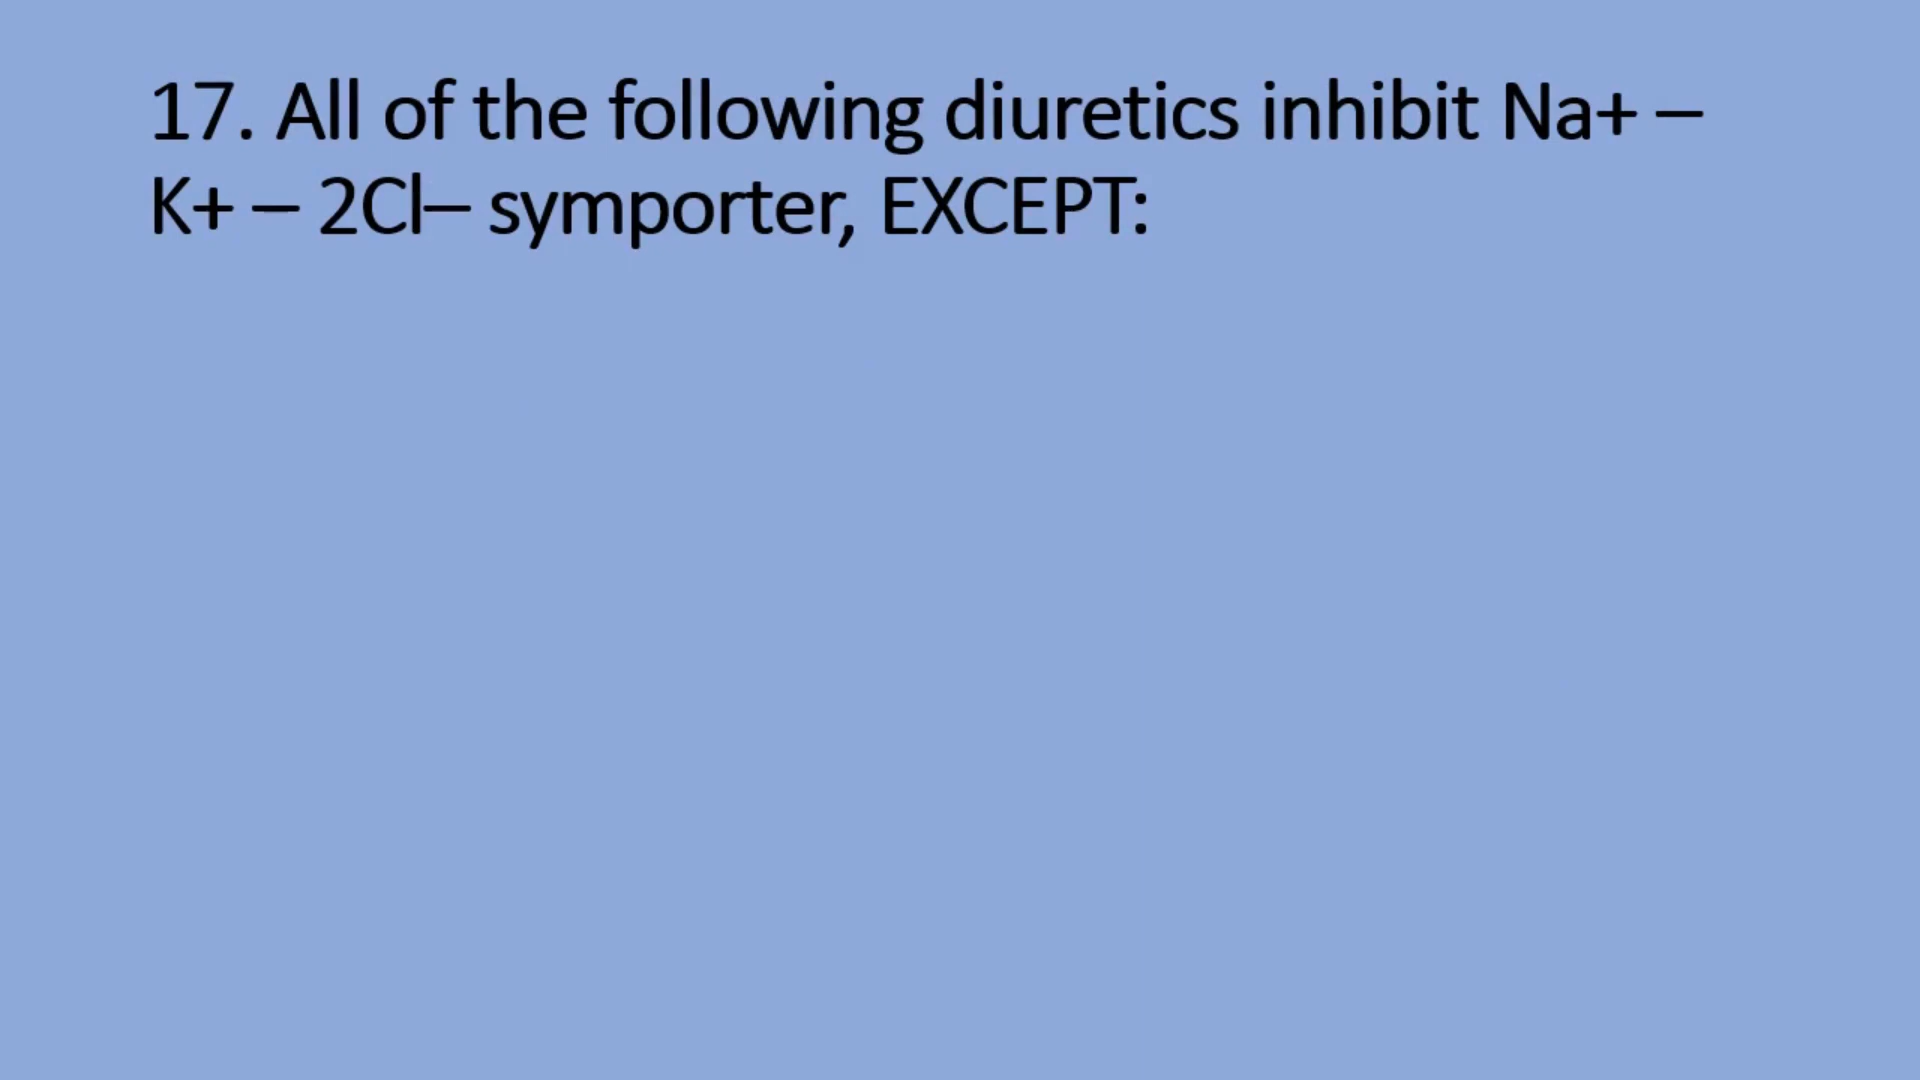 17. All of the following diuretics inhibit Na+ –
K+ – 2Cl– symporter, EXCEPT: